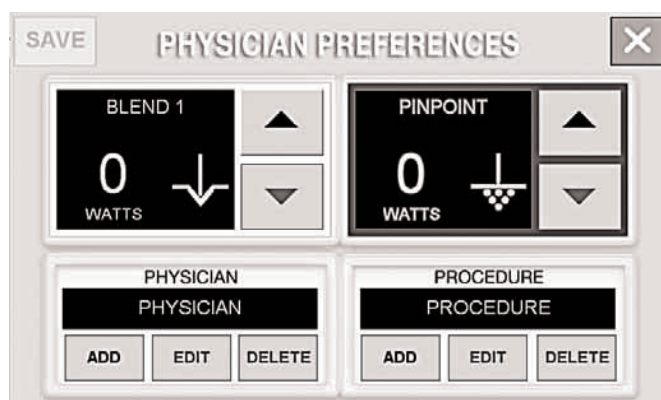 SAVE
PHYSICIAN PREFERENCES
BLEND 1
0
WATTS
PINPOINT
0
WATTS
PHYSICIAN
PHYSICIAN
ADD EDIT DELETE
PROCEDURE
PROCEDURE
ADD EDIT DELETE